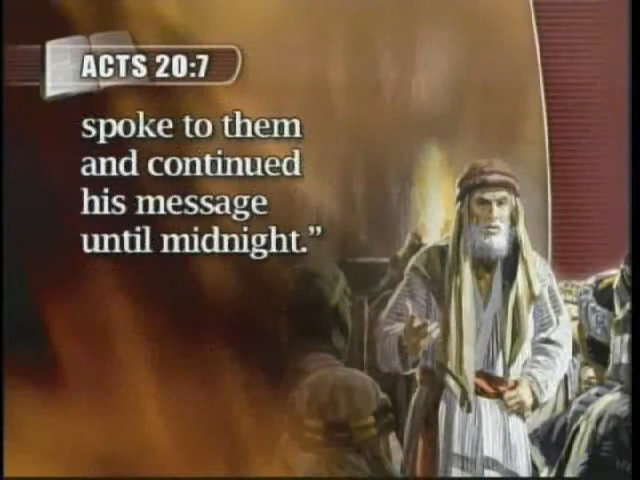 ACTS 20:7
spoke to them
and continued
his message
until midnight.”